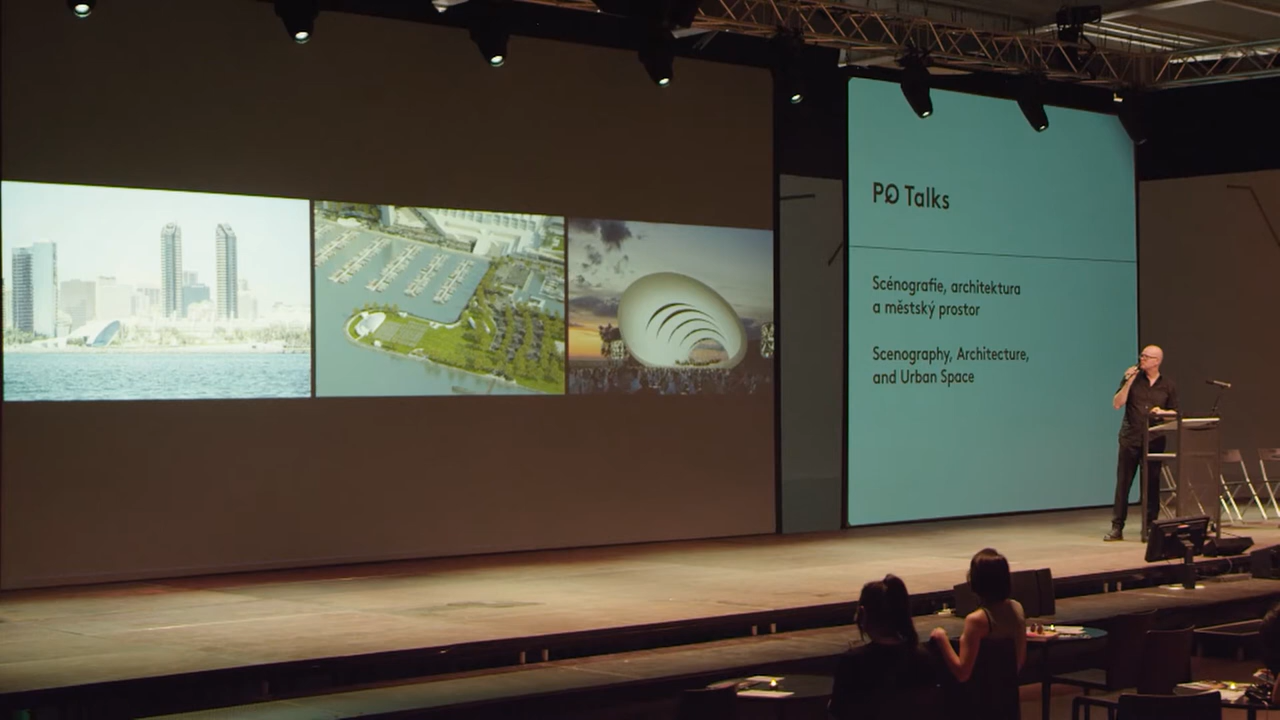 PQ Talks
Scénografie, architektura
a městský prostor
Scenography, Architecture,
and Urban Space